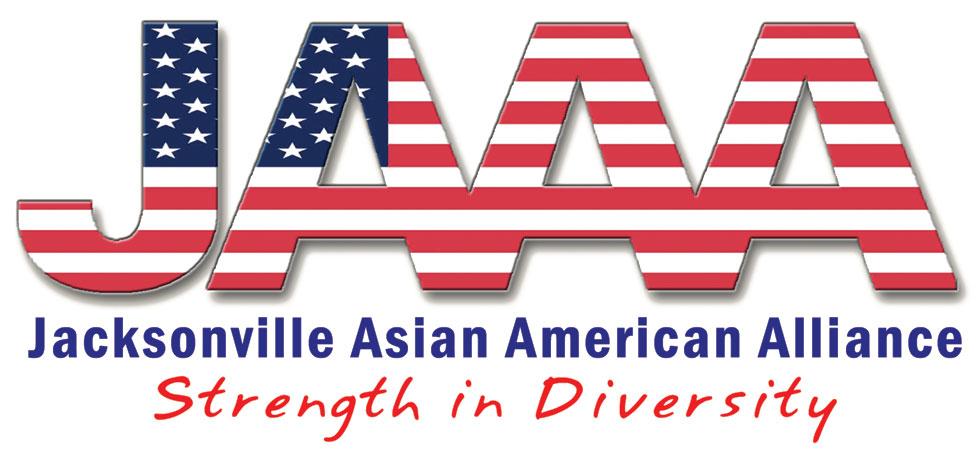 JAAA
Jacksonville Asian American Alliance
Strength in Diversity